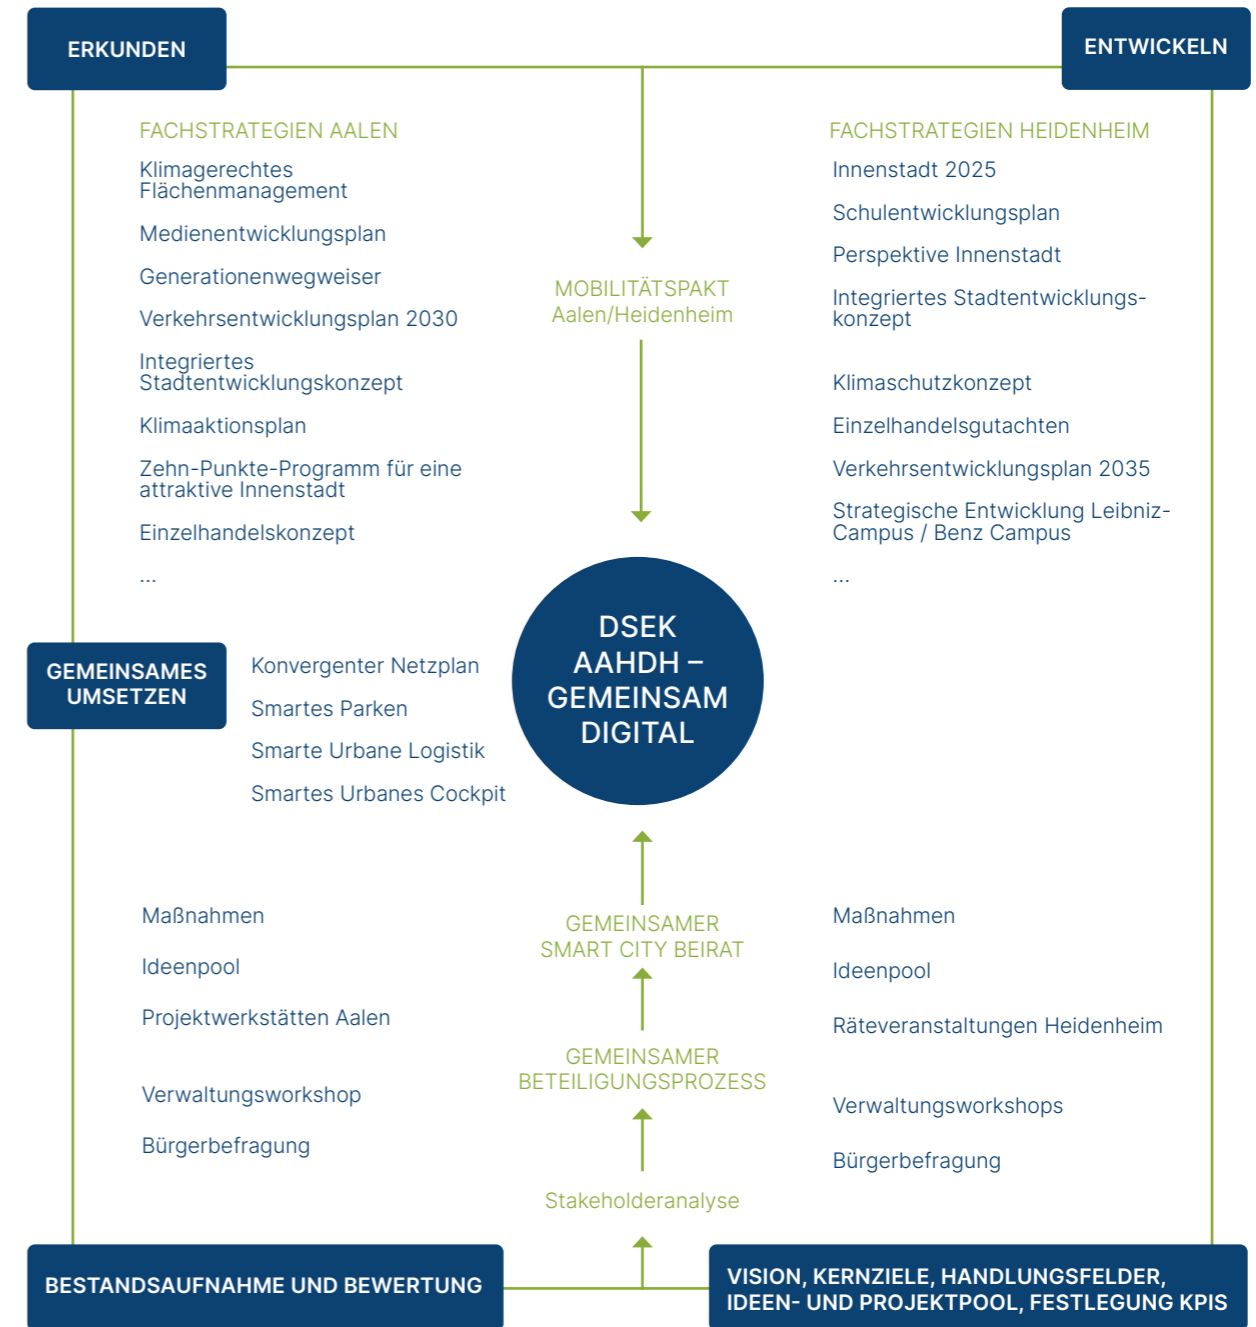 ERKUNDEN
ENTWICKELN
FACHSTRATEGIEN AALEN
Klimagerechtes
Flächenmanagement
Medienentwicklungsplan
Generationenwegweiser
Verkehrsentwicklungsplan 2030
Integriertes
Stadtentwicklungskonzept
Klimaaktionsplan
Zehn-Punkte-Programm für eine
attraktive Innenstadt
Einzelhandelskonzept
...
MOBILITÄTSPAKT
Aalen/Heidenheim
FACHSTRATEGIEN HEIDENHEIM
Innenstadt 2025
Schulentwicklungsplan
Perspektive Innenstadt
Integriertes Stadtentwicklungs-
konzept
Klimaschutzkonzept
Einzelhandelsgutachten
Verkehrsentwicklungsplan 2035
Strategische Entwicklung Leibniz-
Campus / Benz Campus
...
GEMEINSAMES
UMSETZEN
Konvergenter Netzplan
Smartes Parken
Smarte Urbane Logistik
Smartes Urbanes Cockpit
DSEK
AAHDH –
GEMEINSAM
DIGITAL
Maßnahmen
Ideenpool
Projektwerkstätten Aalen
Verwaltungsworkshop
Bürgerbefragung
GEMEINSAMER
SMART CITY BEIRAT
GEMEINSAMER
BETEILIGUNGSPROZESS
Stakeholderanalyse
Maßnahmen
Ideenpool
Räteveranstaltungen Heidenheim
Verwaltungsworkshops
Bürgerbefragung
BESTANDSAUFNAHME UND BEWERTUNG
VISION, KERNZIELE, HANDLUNGSFELDER,
IDEEN- UND PROJEKTPOOL, FESTLEGUNG KPIS